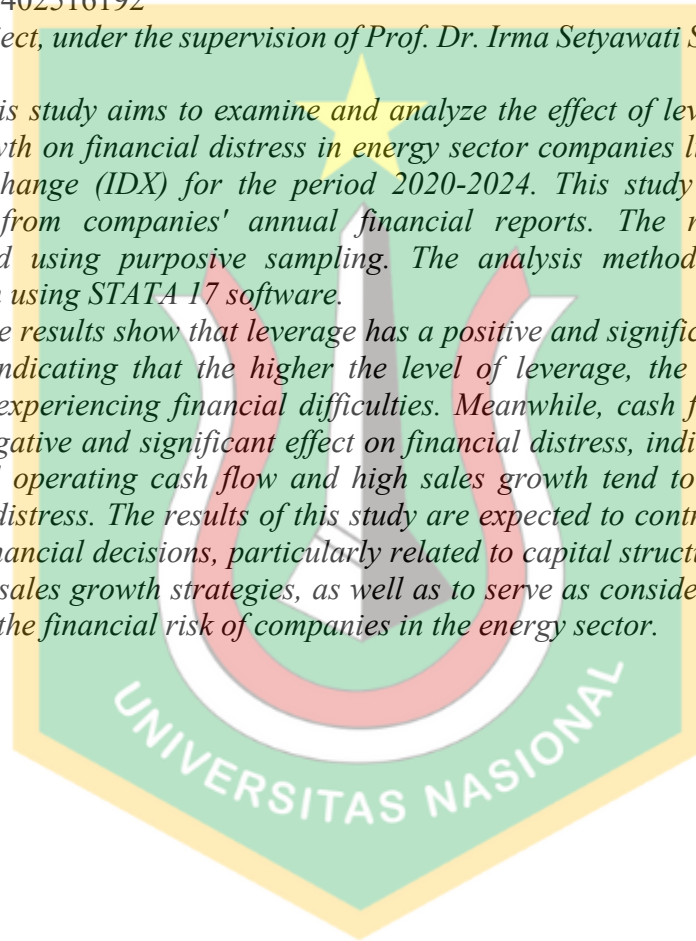 402516192
ect, under the supervision of Prof. Dr. Irma Setyawati S
is study aims to examine and analyze the effect of lev
th on financial distress in energy sector companies l
hange (IDX) for the period 2020-2024. This study
from companies' annual financial reports. The
d using purposive sampling. The analysis method
n using STATA 17 software.
e results show that leverage has a positive and signific
indicating that the higher the level of leverage, the
experiencing financial difficulties. Meanwhile, cash f
gative and significant effect on financial distress, indi
l operating cash flow and high sales growth tend to
distress. The results of this study are expected to contr
nancial decisions, particularly related to capital structu
sales growth strategies, as well as to serve as conside
the financial risk of companies in the energy sector.
UNIVERSITAS NASIONAL